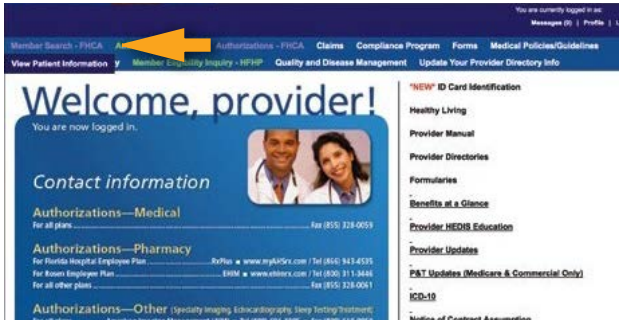 You are currently logged in as:
Messages (0) | Profile |
Member Search - FHCA Authorizations - FHCA Claims Compliance Program Forms Medical Policies/Guidelines
View Patient Information y Member Eligibility Inquiry - HFHP Quality and Disease Management Update Your Provider Directory Info
Welcome, provider!
You are now logged in.
Contact information
Authorizations—Medical
For all plans Fax (855) 328-0059
Authorizations—Pharmacy
For Florida Hospital Employee Plan RxPlus ■ www.myAHSrx.com / Tel (866) 943-4535
For Rosen Employee Plan EHIM ■ www.ehimrx.com / Tel (800) 311-3446
For all other plans Fax (855) 328-0061
Authorizations—Other (Specialty Imaging, Echocardiography, Sleep Testing/Treatment)
*NEW* ID Card Identification
Healthy Living
Provider Manual
Provider Directories
Formularies
Benefits at a Glance
Provider HEDIS Education
Provider Updates
P&T Updates (Medicare & Commercial Only)
ICD-10
Notice of Contract Assumption